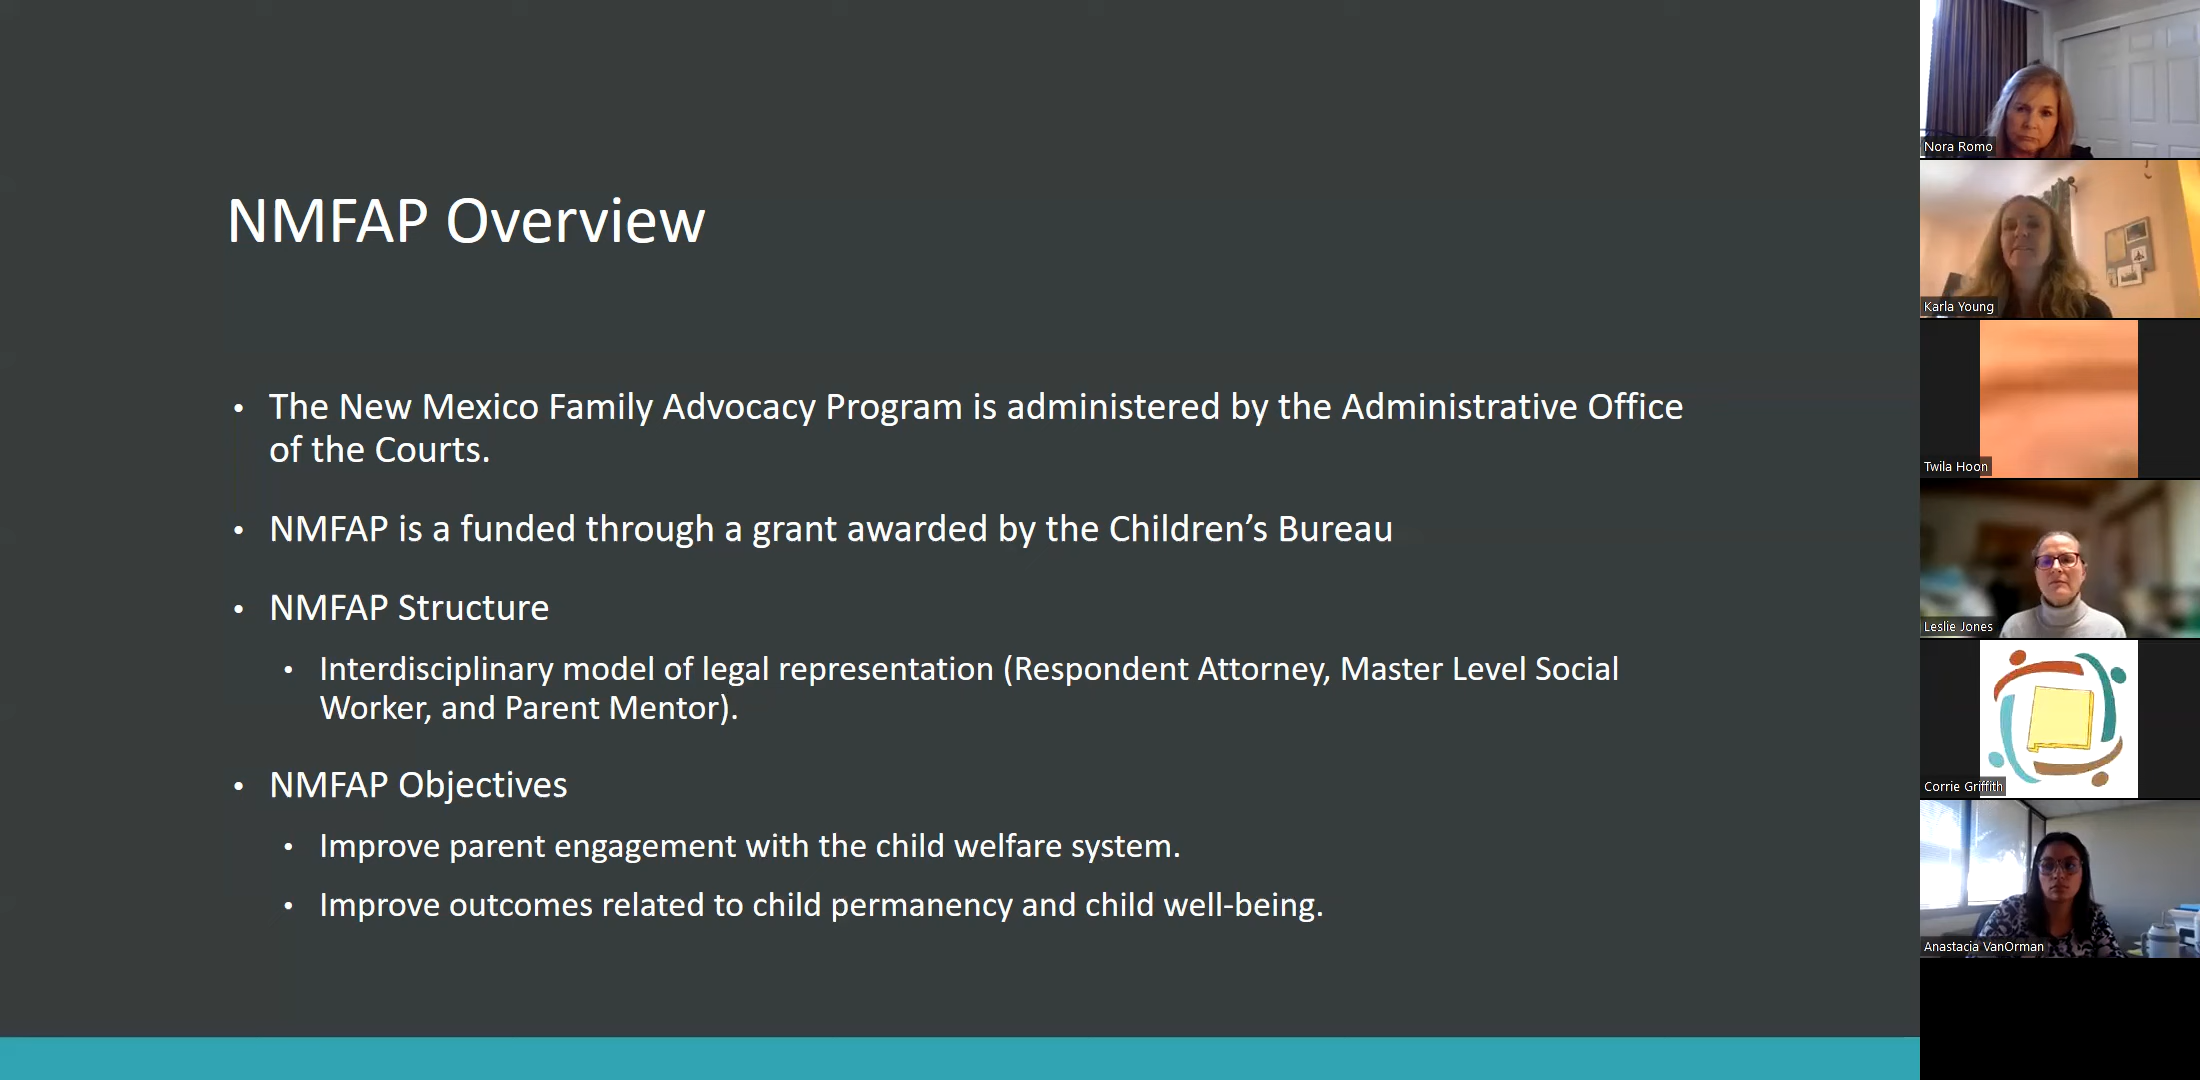 NMFAP Overview
• The New Mexico Family Advocacy Program is administered by the Administrative Office
of the Courts.
• NMFAP is a funded through a grant awarded by the Children’s Bureau
• NMFAP Structure
• Interdisciplinary model of legal representation (Respondent Attorney, Master Level Social
Worker, and Parent Mentor).
• NMFAP Objectives
• Improve parent engagement with the child welfare system.
• Improve outcomes related to child permanency and child well-being.
Nora Romo
Karla Young
Twila Hoon
Leslie Jones
Corrie Griffith
Anastacia VanOrman